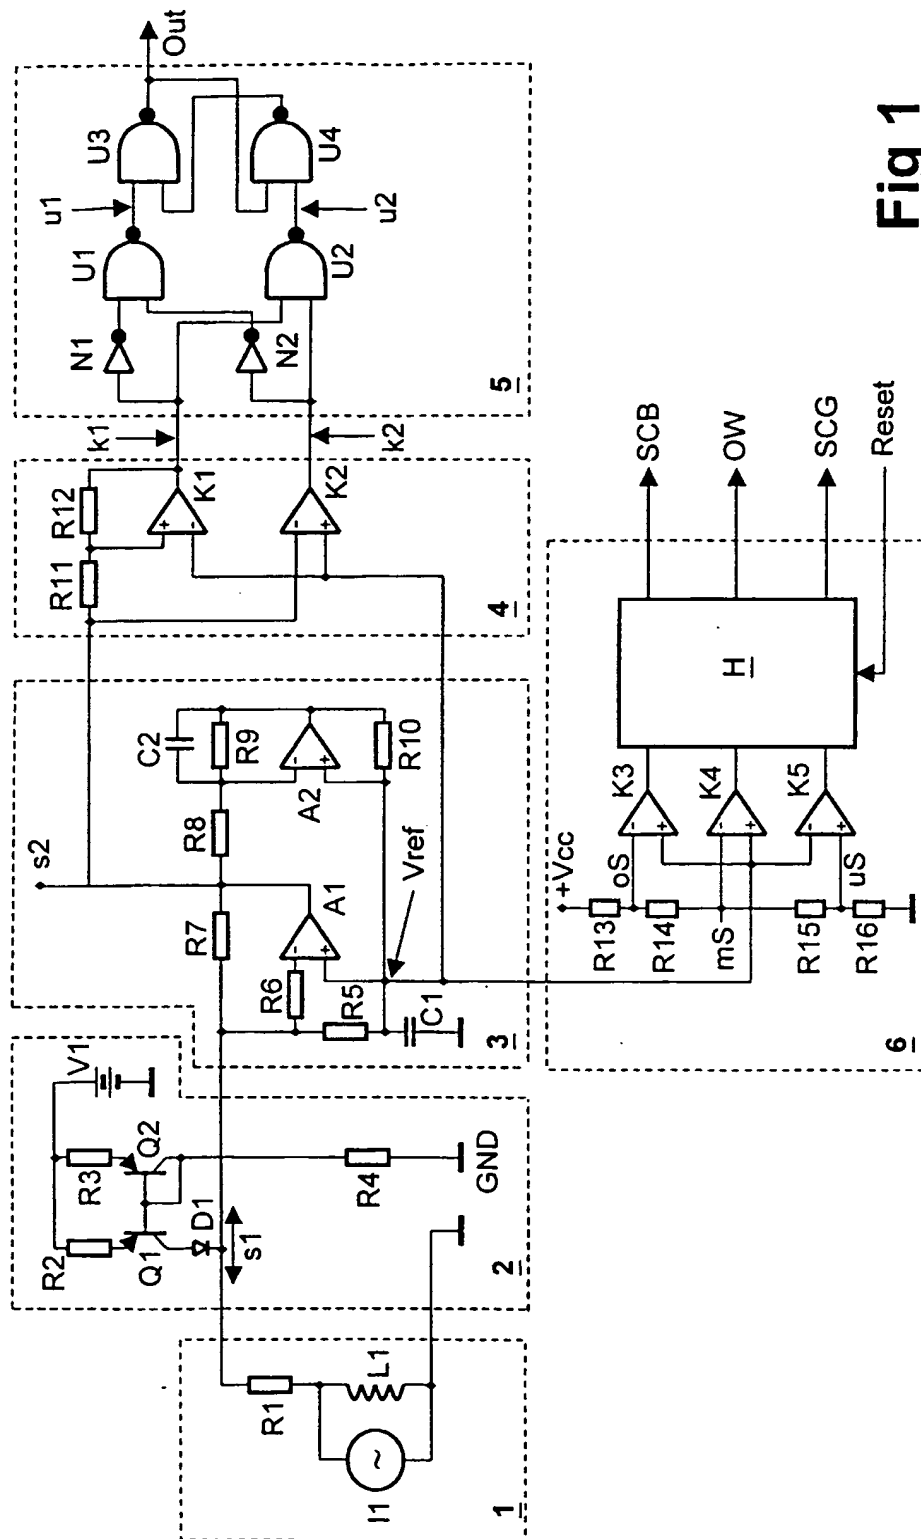 I1
R1
L1
1
R2
R3
V1
Q1
Q2
D1
s1
R4
GND
2
s2
R7
R8
R9
C2
R6
A1
A2
R5
R10
C1
Vref
3
R11
R12
K1
K2
4
k1
k2
N1
N2
U1
U2
u1
u2
U3
U4
Out
5
+Vcc
R13
oS
R14
mS
R15
uS
R16
K3
K4
K5
H
SCB
OW
SCG
Reset
6
Fig 1